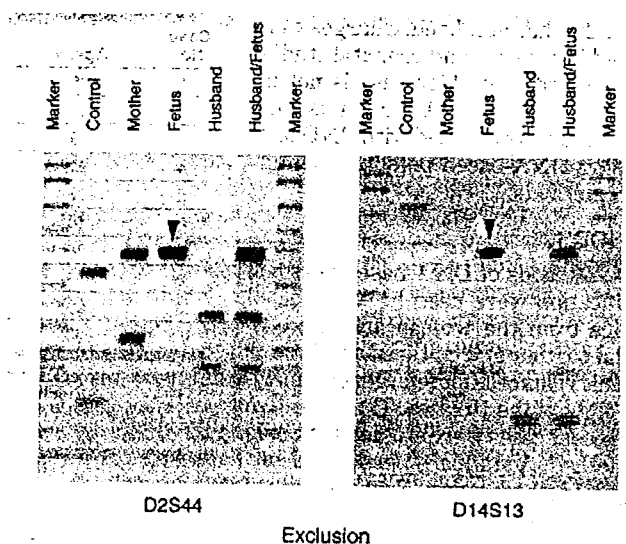 Marker Control Mother Fetus Husband Husband/Fetus Marker
Marker Control Mother Fetus Husband Husband/Fetus Marker
D2S44
D14S13
Exclusion